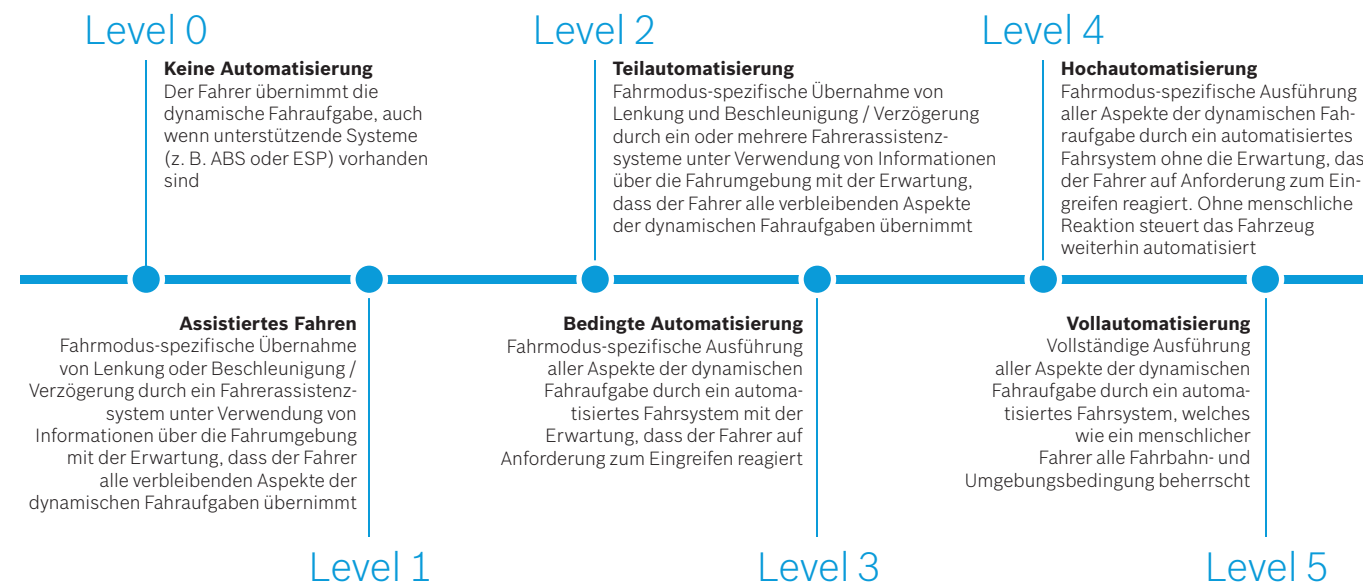 Level 0
Keine Automatisierung
Der Fahrer übernimmt die
dynamische Fahraufgabe, auch
wenn unterstützende Systeme
(z. B. ABS oder ESP) vorhanden
sind
Assistiertes Fahren
Fahrmodus-spezifische Übernahme
von Lenkung oder Beschleunigung /
Verzögerung durch ein Fahrerassistenz-
system unter Verwendung von
Informationen über die Fahrumgebung
mit der Erwartung, dass der Fahrer
alle verbleibenden Aspekte der
dynamischen Fahraufgaben übernimmt
Level 1
Level 2
Teilautomatisierung
Fahrmodus-spezifische Übernahme von
Lenkung und Beschleunigung / Verzögerung
durch ein oder mehrere Fahrerassistenz-
systeme unter Verwendung von Informationen
über die Fahrumgebung mit der Erwartung,
dass der Fahrer alle verbleibenden Aspekte
der dynamischen Fahraufgaben übernimmt
Bedingte Automatisierung
Fahrmodus-spezifische Ausführung
aller Aspekte der dynamischen
Fahraufgabe durch ein automa-
tisiertes Fahrsystem mit der
Erwartung, dass der Fahrer auf
Anforderung zum Eingreifen reagiert
Level 3
Level 4
Hochautomatisierung
Fahrmodus-spezifische Ausführung
aller Aspekte der dynamischen Fah-
raufgabe durch ein automatisiertes
Fahrsystem ohne die Erwartung, das
der Fahrer auf Anforderung zum Ein-
greifen reagiert. Ohne menschliche
Reaktion steuert das Fahrzeug
weiterhin automatisiert
Vollautomatisierung
Vollständige Ausführung
aller Aspekte der dynamischen
Fahraufgabe durch ein automa-
tisiertes Fahrsystem, welches
wie ein menschlicher
Fahrer alle Fahrbahn- und
Umgebungsbedingung beherrscht
Level 5